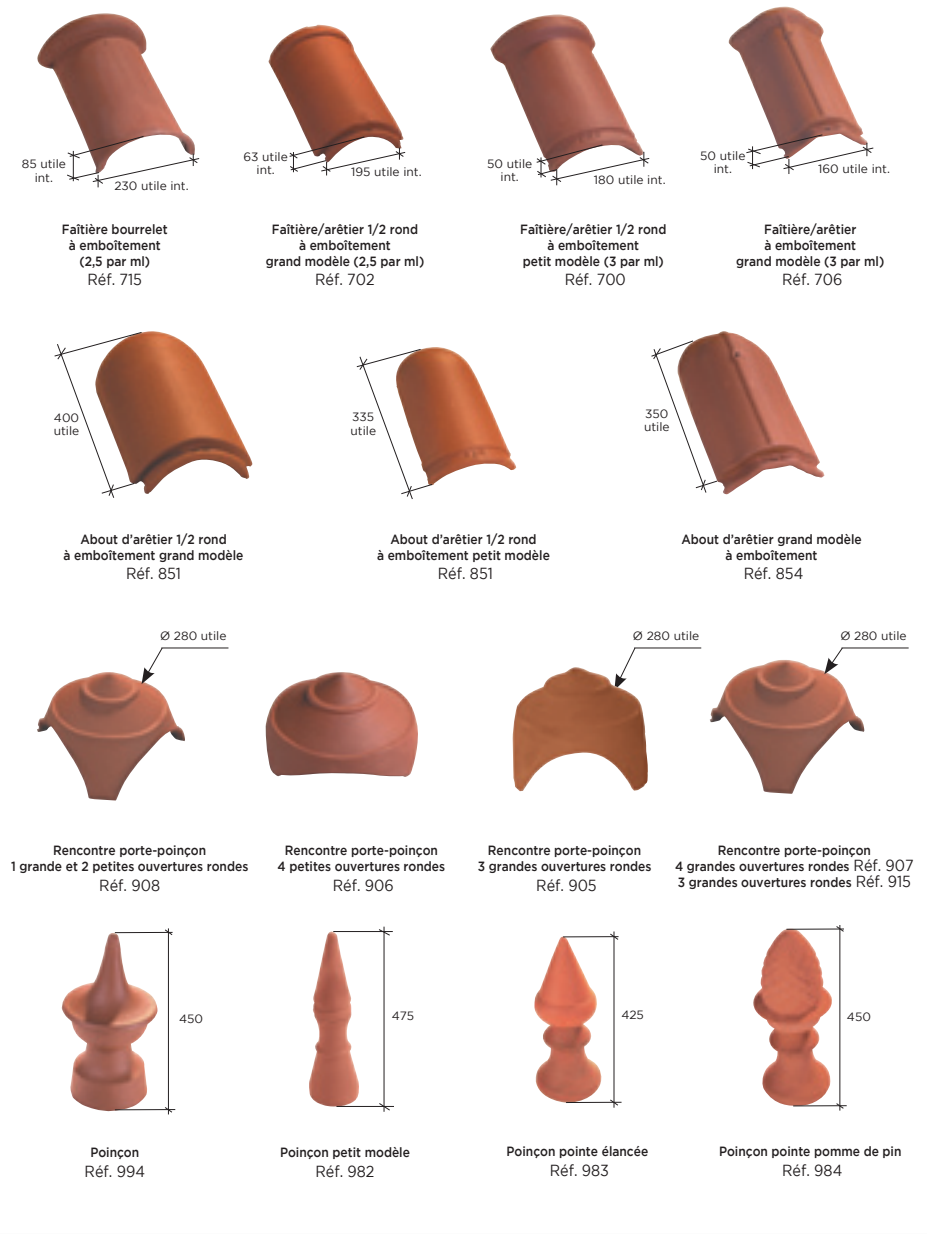 85 utile
int.
230 utile int.
63 utile
int.
195 utile int.
50 utile
int.
180 utile int.
50 utile
int.
160 utile int.
Faîtière bourrelet
à emboîtement
(2,5 par ml)
Réf. 715
Faîtière/arêtier 1/2 rond
à emboîtement
grand modèle (2,5 par ml)
Réf. 702
Faîtière/arêtier 1/2 rond
à emboîtement
petit modèle (3 par ml)
Réf. 700
Faîtière/arêtier
grand modèle (3 par ml)
Réf. 706
400
utile
335
utile
350
utile
About d'arêtier 1/2 rond
à emboîtement grand modèle
Réf. 851
About d'arêtier 1/2 rond
à emboîtement petit modèle
Réf. 851
About d'arêtier grand modèle
à emboîtement
Réf. 854
Ø 280 utile
Ø 280 utile
Ø 280 utile
Rencontre porte-poinçon
1 grande et 2 petites ouvertures rondes
Réf. 908
Rencontre porte-poinçon
4 petites ouvertures rondes
Réf. 906
Rencontre porte-poinçon
3 grandes ouvertures rondes
Réf. 905
Rencontre porte-poinçon
4 grandes ouvertures rondes Réf. 907
3 grandes ouvertures rondes Réf. 915
450
475
425
450
Poinçon
Réf. 994
Poinçon petit modèle
Réf. 982
Poinçon pointe élancée
Réf. 983
Poinçon pointe pomme de pin
Réf. 984